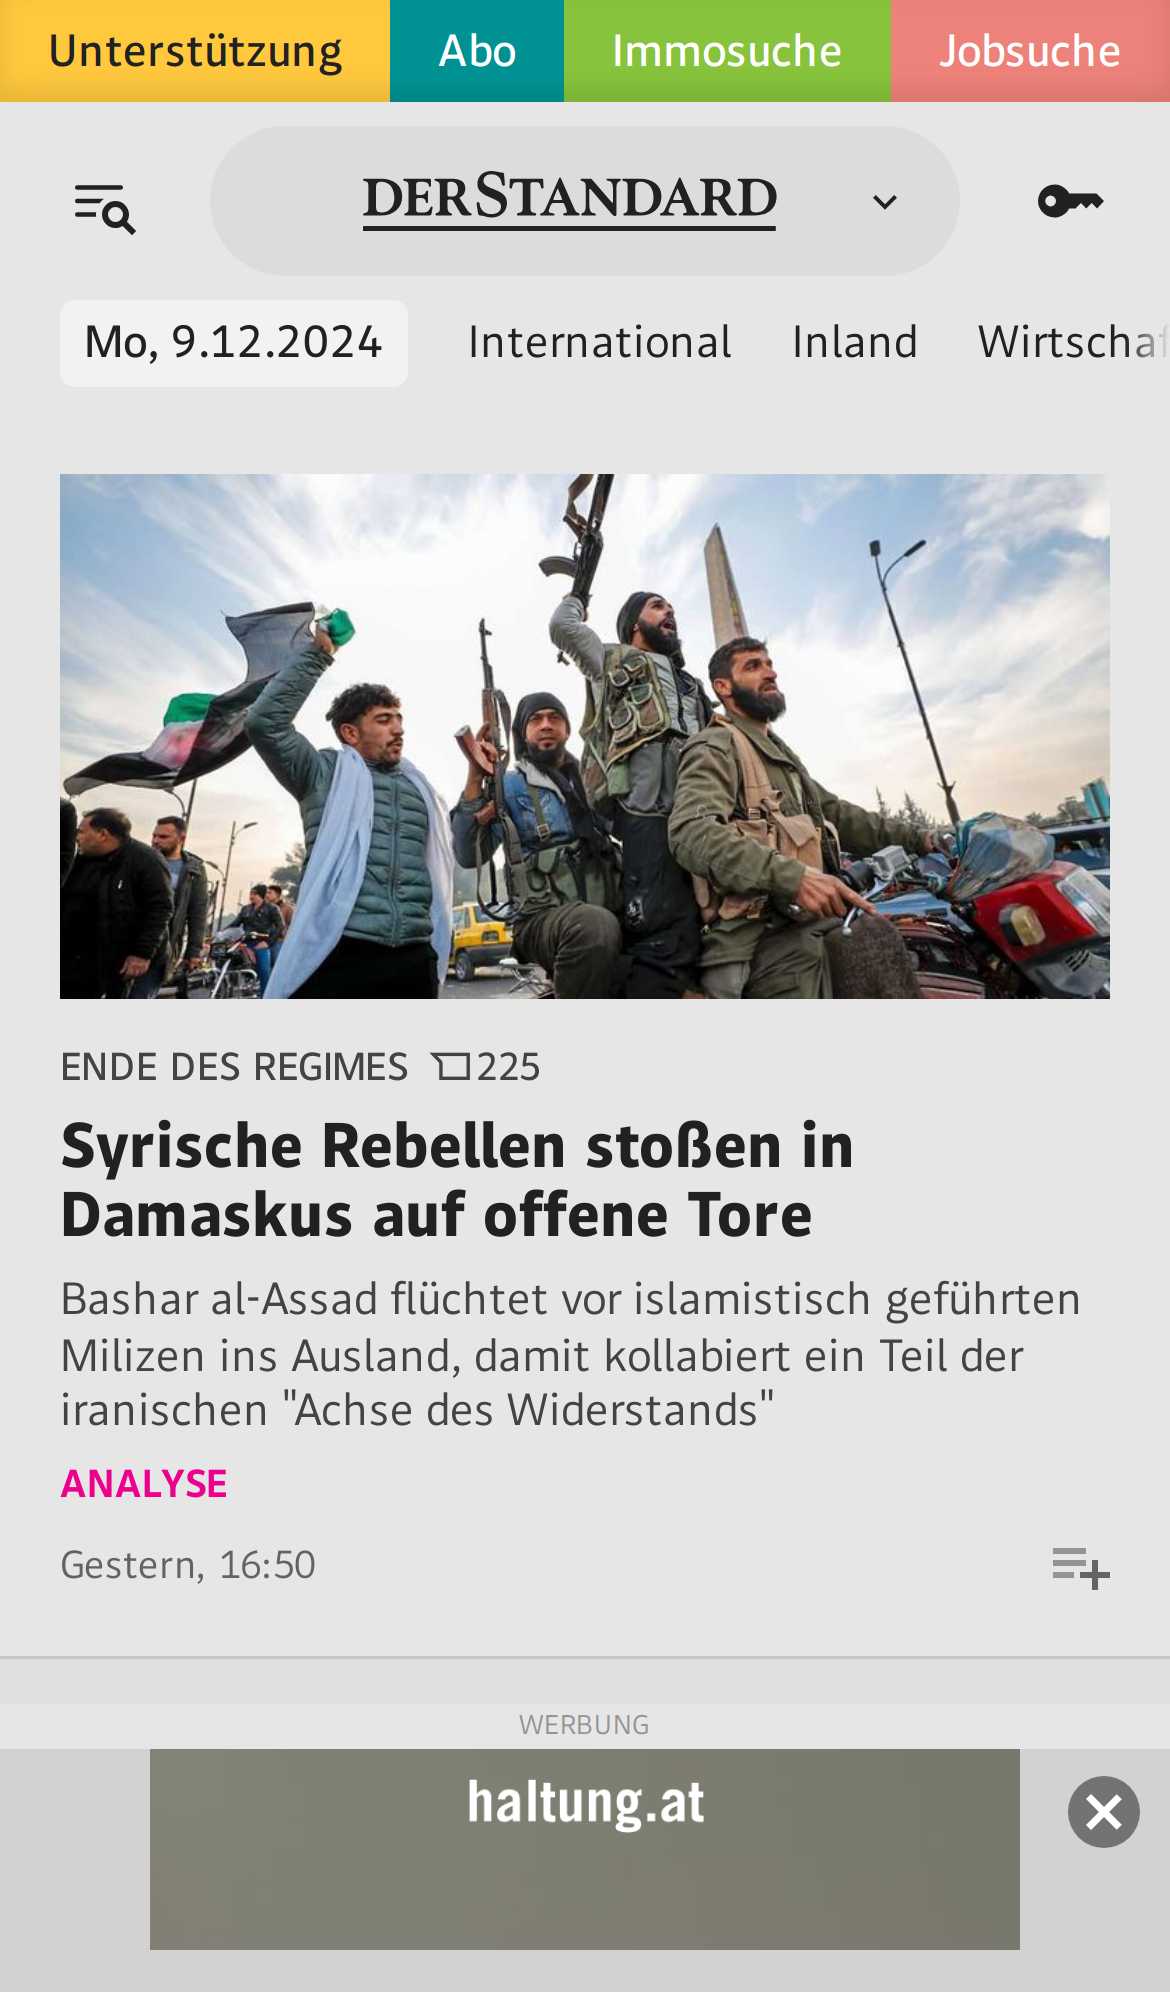 Unterstützung Abo Immosuche Jobsuche
DERSTANDARD
Mo, 9.12.2024 International Inland Wirtschaf
ENDE DES REGIMES 225
Syrische Rebellen stoßen in
Damaskus auf offene Tore
Bashar al-Assad flüchtet vor islamistisch geführten
Milizen ins Ausland, damit kollabiert ein Teil der
iranischen "Achse des Widerstands"
ANALYSE
Gestern, 16:50
WERBUNG
haltung.at